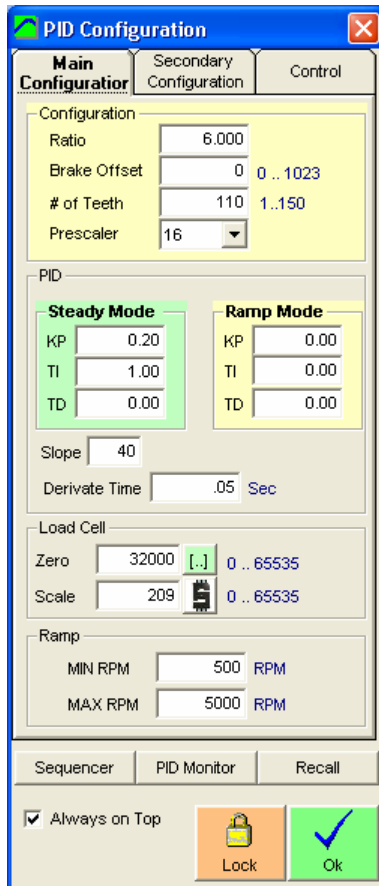 PID Configuration
Main Configuratior
Secondary Configuration
Control
Configuration
Ratio 6.000
Brake Offset 0 0 .. 1023
# of Teeth 110 1..150
Prescaler 16
PID
Steady Mode Ramp Mode
KP 0.20 KP 0.00
TI 1.00 TI 0.00
TD 0.00 TD 0.00
Slope 40
Derivate Time .05 Sec
Load Cell
Zero 32000 [..] 0 .. 65535
Scale 209 0 .. 65535
Ramp
MIN RPM 500 RPM
MAX RPM 5000 RPM
Sequencer PID Monitor Recall
Always on Top
Lock Ok